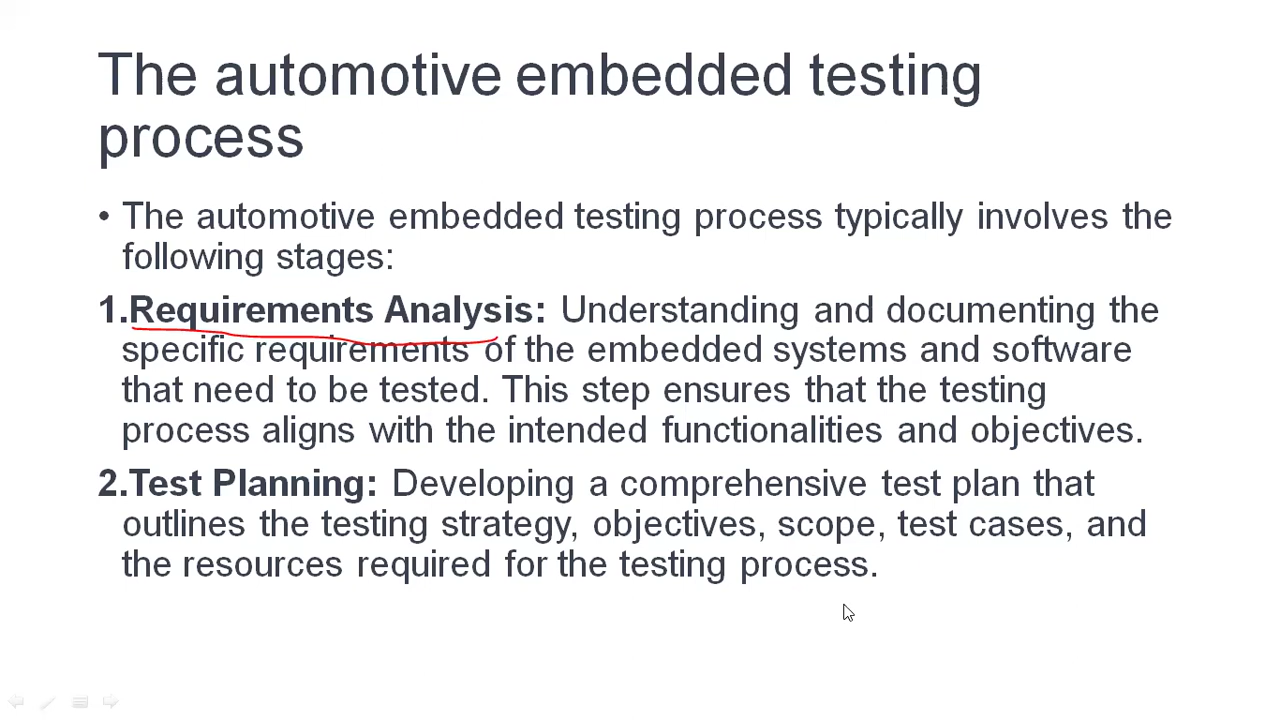 The automotive embedded testing
process
• The automotive embedded testing process typically involves the
following stages:
1.Requirements Analysis: Understanding and documenting the
specific requirements of the embedded systems and software
that need to be tested. This step ensures that the testing
process aligns with the intended functionalities and objectives.
2.Test Planning: Developing a comprehensive test plan that
outlines the testing strategy, objectives, scope, test cases, and
the resources required for the testing process.